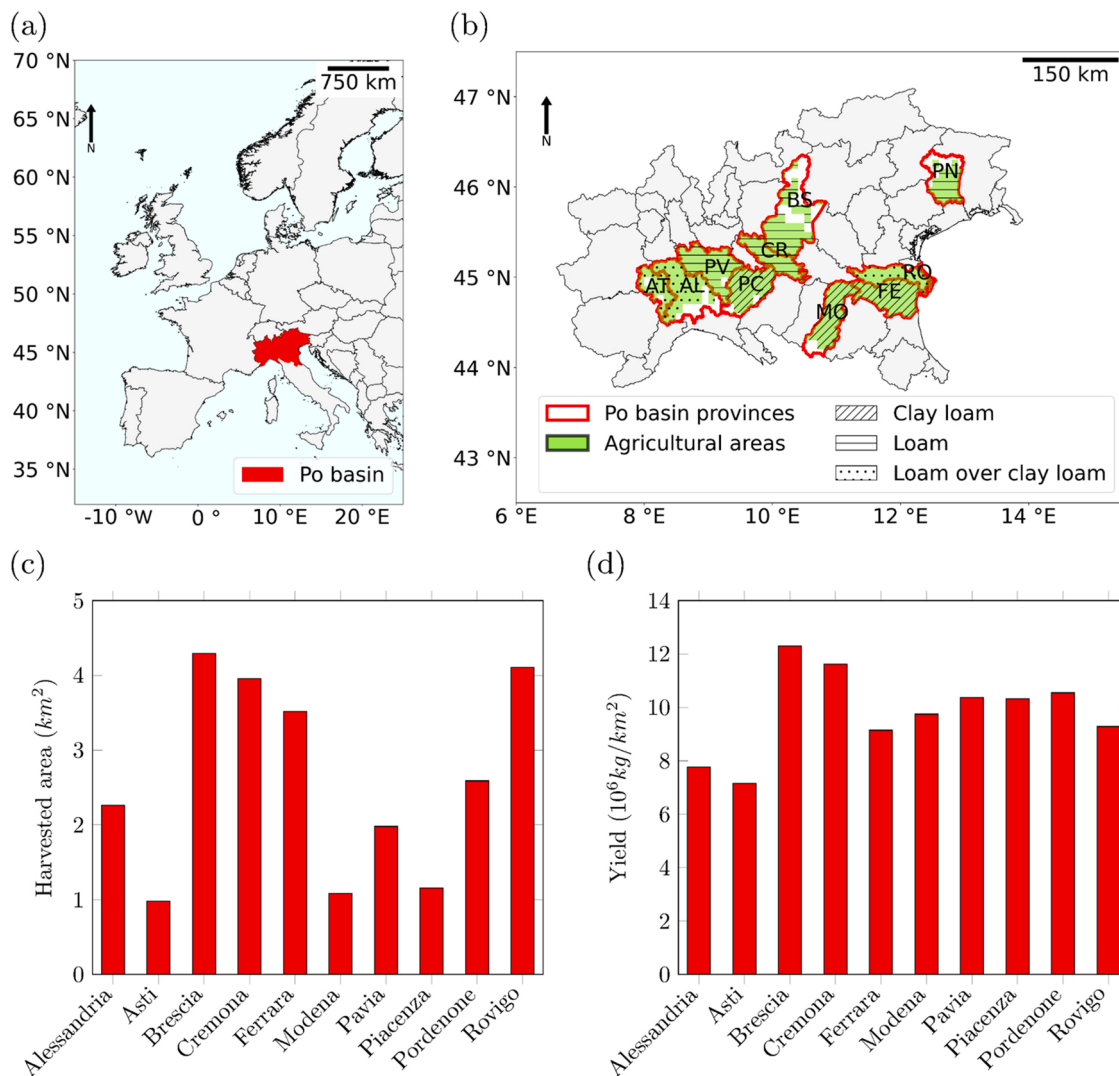 (a)
70 °N
65 °N
60 °N
55 °N
50 °N
45 °N
40 °N
35 °N
750 km
N
Po basin
-10 °W 0 ° 10 °E 20 °E
(b)
150 km
47 °N
46 °N
45 °N
44 °N
43 °N
N
PN
BS
CR
PV
AT
AL
PC
RO
FE
MO
Po basin provinces
Agricultural areas
Clay loam
Loam
Loam over clay loam
6 °E 8 °E 10 °E 12 °E 14 °E
(c)
Harvested area (km²)
5
4
3
2
1
0
Alessandria
Asti
Brescia
Cremona
Ferrara
Modena
Pavia
Piacenza
Pordenone
Rovigo
(d)
Yield (10⁶kg/km²)
14
12
10
8
6
4
2
0
Alessandria
Asti
Brescia
Cremona
Ferrara
Modena
Pavia
Piacenza
Pordenone
Rovigo